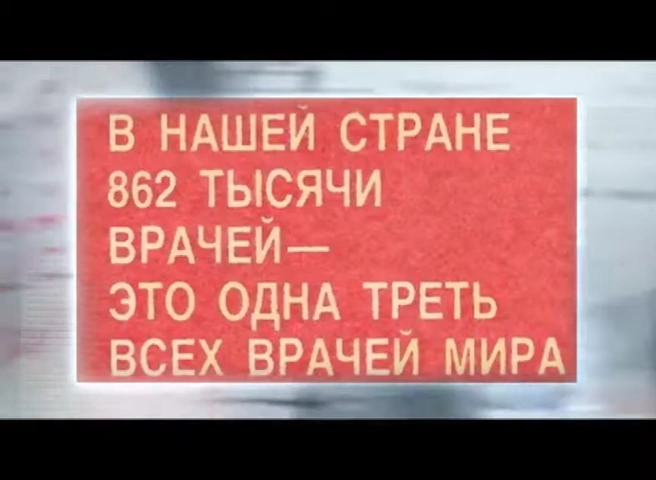 В НАШЕЙ СТРАНЕ
862 ТЫСЯЧИ
ВРАЧЕЙ—
ЭТО ОДНА ТРЕТЬ
ВСЕХ ВРАЧЕЙ МИРА